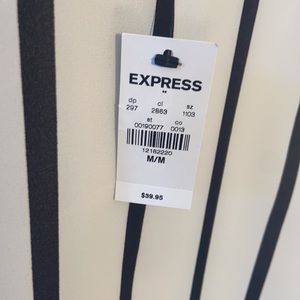 EXPRESS
dp cl sz
297 2863 1103
st co
00190077 0013
12182220
M/M
$39.95